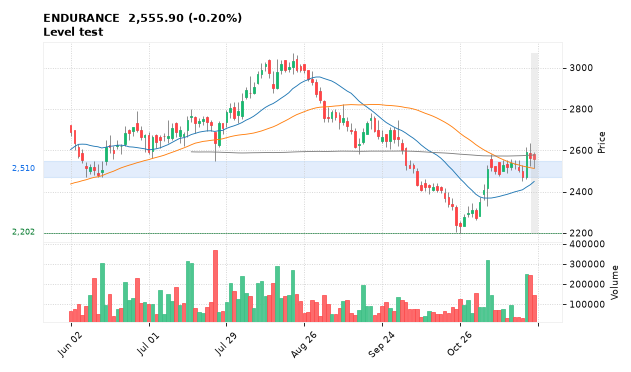 ENDURANCE 2,555.90 (-0.20%)
Level test
3000
2800
2600
2400
2200
Price
2,510
2,202
400000
300000
200000
100000
Volume
Jun 02
Jul 01
Jul 29
Aug 26
Sep 24
Oct 26